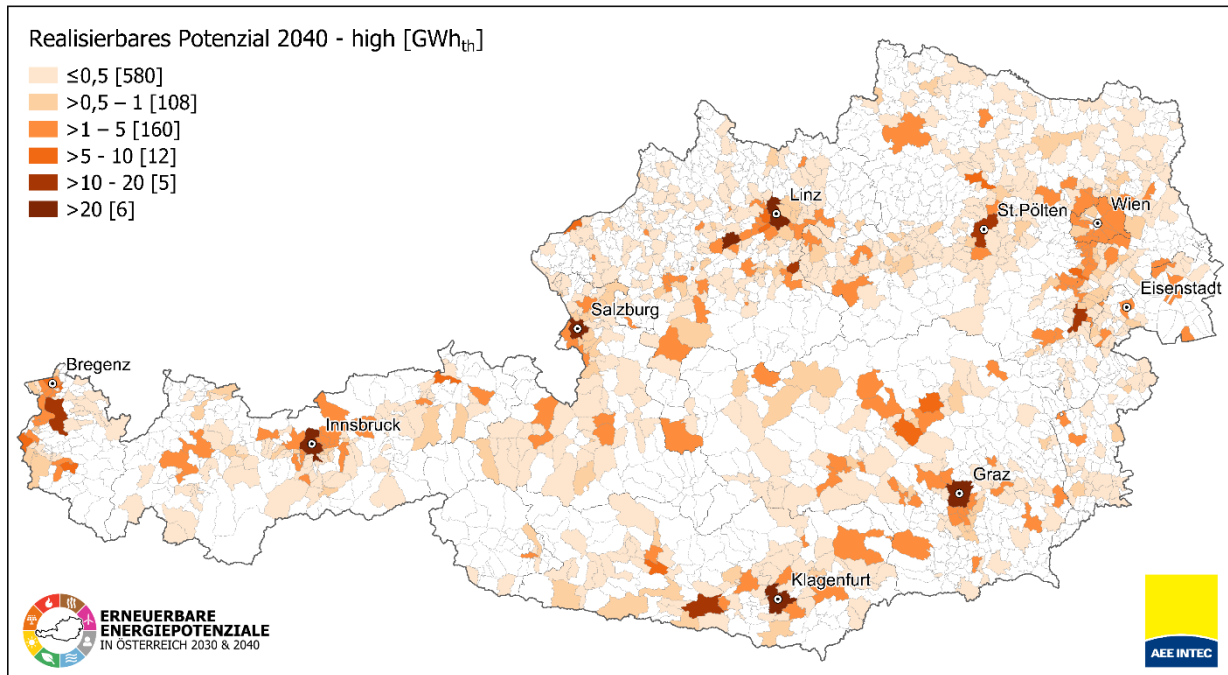 Realisierbares Potenzial 2040 - high [GWhth]
≤0,5 [580]
>0,5 – 1 [108]
>1 – 5 [160]
>5 - 10 [12]
>10 - 20 [5]
>20 [6]
Linz
St.Pölten
Wien
Eisenstadt
Salzburg
Bregenz
Innsbruck
Graz
Klagenfurt
ERNEUERBARE
ENERGIEPOTENZIALE
IN ÖSTERREICH 2030 & 2040
AEE INTEC